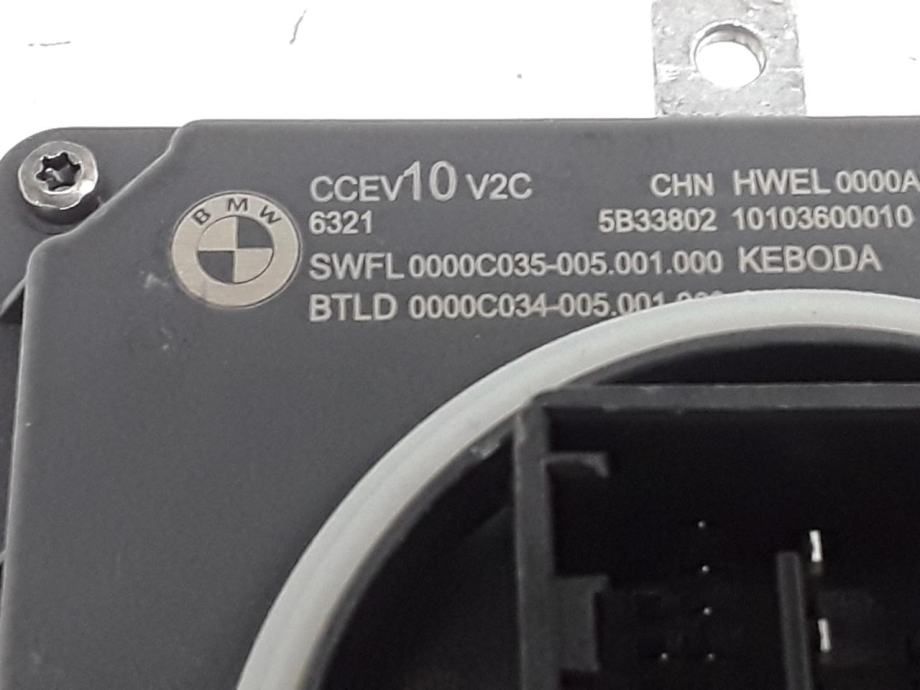 CCEV10 V2C CHN HWEL 0000A
BMW
6321 5B33802 10103600010
SWFL 0000C035-005.001.000 KEBODA
BTLD 0000C034-005.001